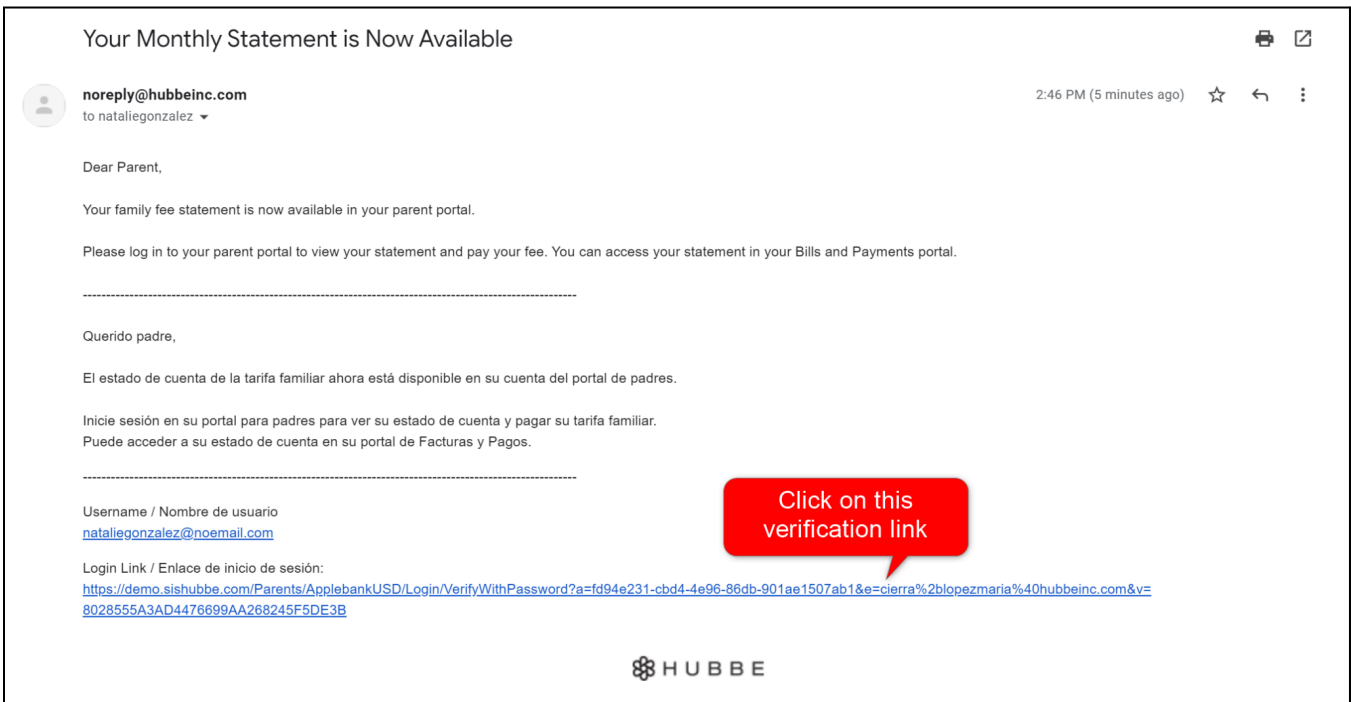 Your Monthly Statement is Now Available
noreply@hubbeinc.com
2:46 PM (5 minutes ago)
to nataliegonzalez
Dear Parent,
Your family fee statement is now available in your parent portal.
Please log in to your parent portal to view your statement and pay your fee. You can access your statement in your Bills and Payments portal.
----------------------------------------------------------------------------------------------------------
Querido padre,
El estado de cuenta de la tarifa familiar ahora está disponible en su cuenta del portal de padres.
Inicie sesión en su portal para padres para ver su estado de cuenta y pagar su tarifa familiar.
Puede acceder a su estado de cuenta en su portal de Facturas y Pagos.
----------------------------------------------------------------------------------------------------------
Click on this
verification link
Username / Nombre de usuario
nataliegonzalez@noemail.com
Login Link / Enlace de inicio de sesión:
https://demo.sishubbe.com/Parents/ApplebankUSD/Login/VerifyWithPassword?a=fd94e231-cbd4-4e96-86db-901ae1507ab1&e=cierra%2blopezmaria%40hubbeinc.com&v=
8028555A3AD4476699AA268245F5DE3B
HUBBE